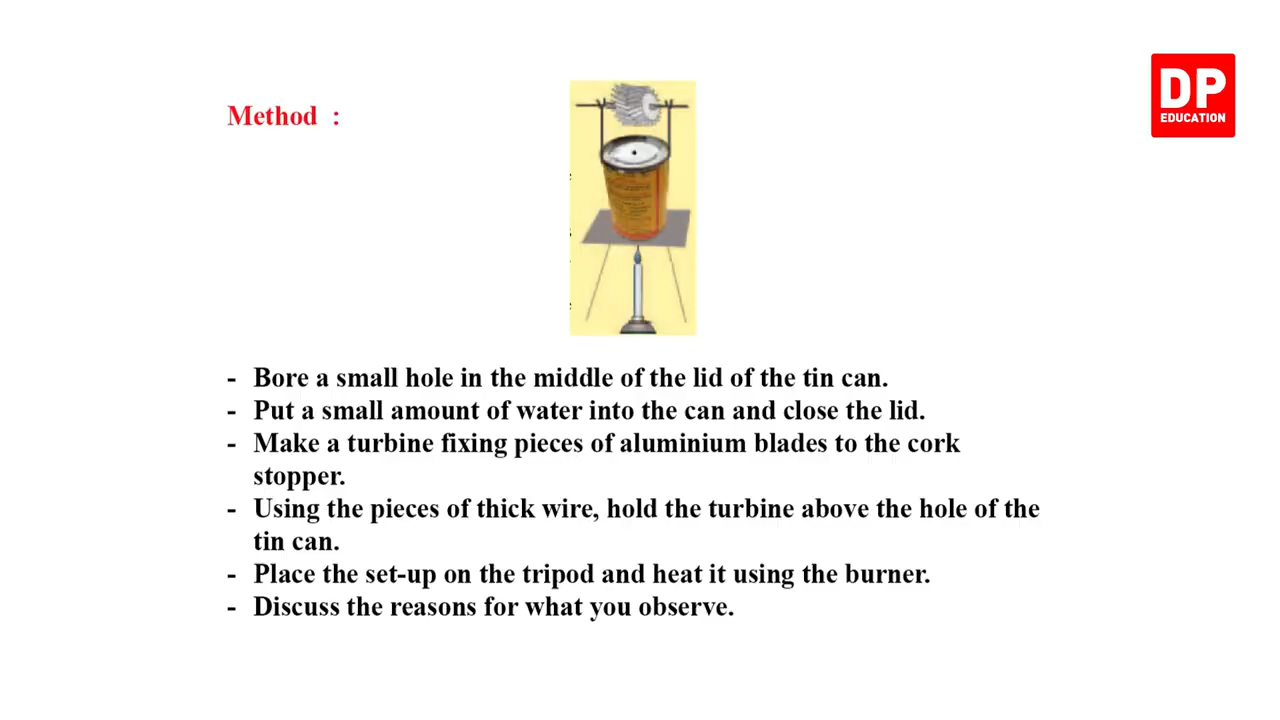 DP
EDUCATION
Method :
- Bore a small hole in the middle of the lid of the tin can.
- Put a small amount of water into the can and close the lid.
- Make a turbine fixing pieces of aluminium blades to the cork
stopper.
- Using the pieces of thick wire, hold the turbine above the hole of the
tin can.
- Place the set-up on the tripod and heat it using the burner.
- Discuss the reasons for what you observe.